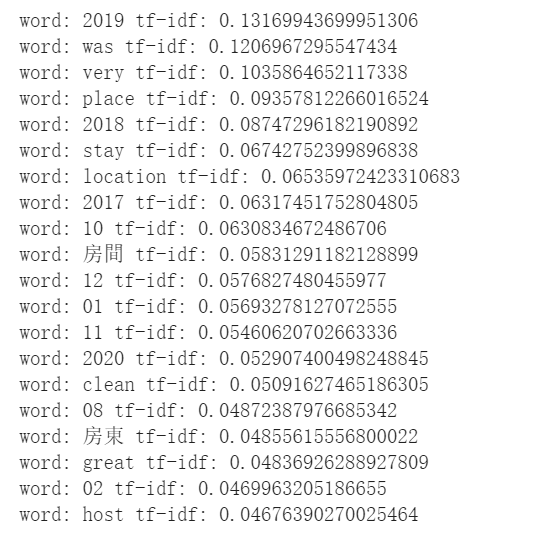 word: 2019 tf-idf: 0.13169943699951306
word: was tf-idf: 0.1206967295547434
word: very tf-idf: 0.1035864652117338
word: place tf-idf: 0.09357812266016524
word: 2018 tf-idf: 0.08747296182190892
word: stay tf-idf: 0.06742752399896838
word: location tf-idf: 0.06535972423310683
word: 2017 tf-idf: 0.06317451752804805
word: 10 tf-idf: 0.0630834672486706
word: 房間 tf-idf: 0.05831291182128899
word: 12 tf-idf: 0.0576827480455977
word: 01 tf-idf: 0.05693278127072555
word: 11 tf-idf: 0.05460620702663336
word: 2020 tf-idf: 0.052907400498248845
word: clean tf-idf: 0.05091627465186305
word: 08 tf-idf: 0.04872387976685342
word: 房東 tf-idf: 0.04855615556800022
word: great tf-idf: 0.04836926288927809
word: 02 tf-idf: 0.0469963205186655
word: host tf-idf: 0.04676390270025464